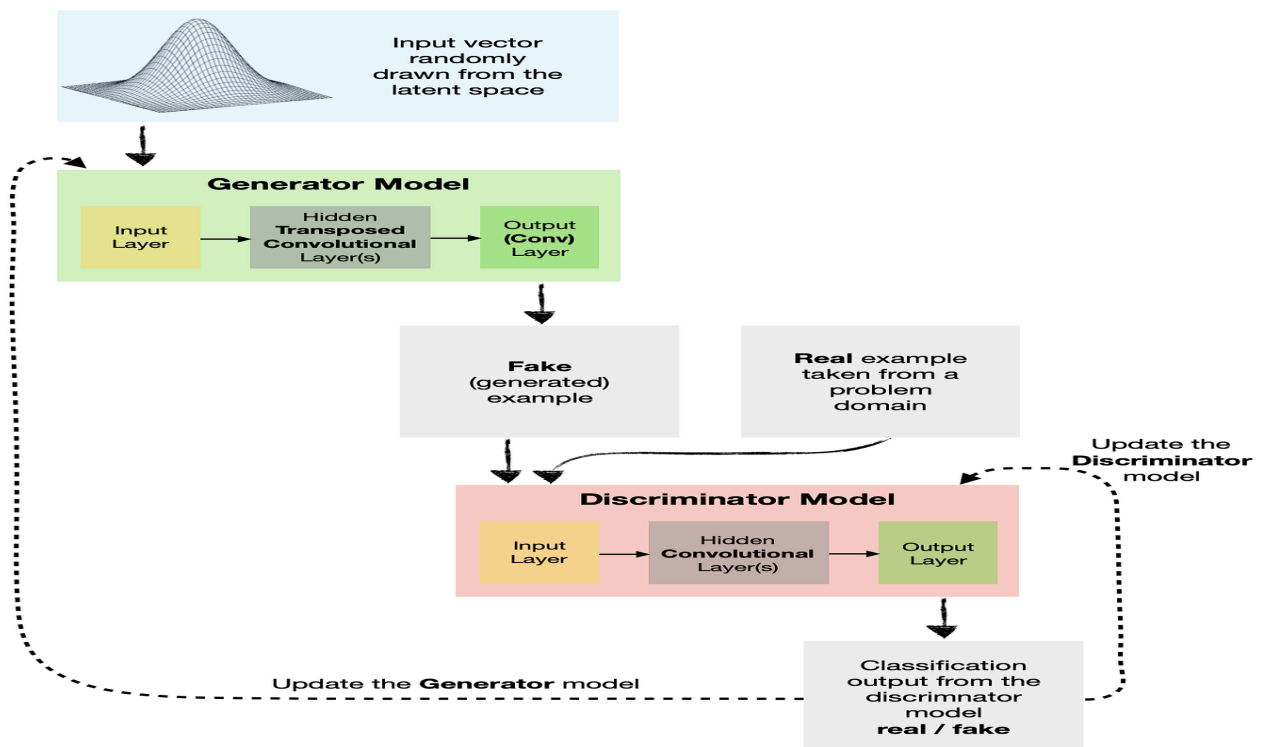 Input vector
randomly
drawn from the
latent space
Generator Model
Input
Layer
Hidden
Transposed
Convolutional
Layer(s)
Output
(Conv)
Layer
Fake
(generated)
example
Real example
taken from a
problem
domain
Update the
Discriminator
model
Discriminator Model
Input
Layer
Hidden
Convolutional
Layer(s)
Output
Layer
Classification
output from the
discrimnator
model
real / fake
Update the Generator model